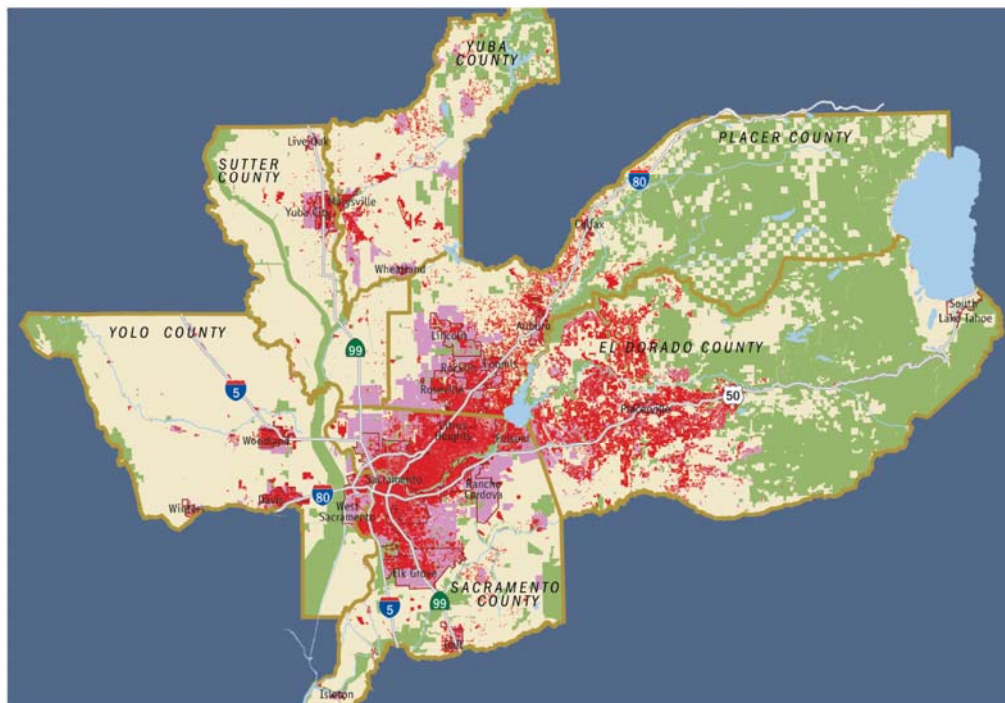 YUBA
COUNTY
PLACER COUNTY
Live Oak
SUTTER
COUNTY
80
Marysville
Yuba City
Colfax
Wheatland
South
Lake Tahoe
YOLO COUNTY
Auburn
Lincoln
99
EL DORADO COUNTY
Rocklin
Loomis
5
Roseville
50
Placerville
Citrus
Heights
Woodland
Folsom
Sacramento
Rancho
Cordova
80
Davis
West
Sacramento
Winters
Elk Grove
SACRAMENTO
COUNTY
99
5
Galt
Isleton